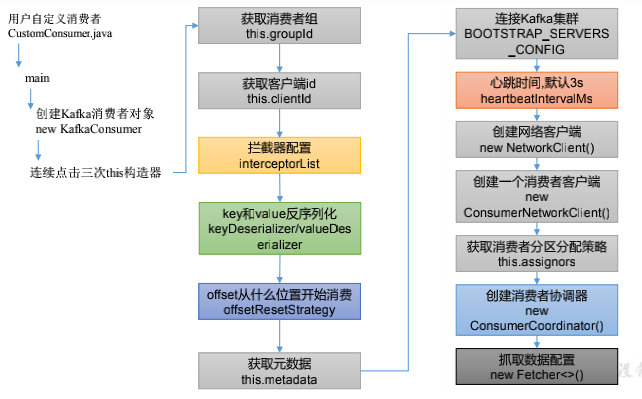 用户自定义消费者
CustomConsumer.java
main
创建Kafka消费者对象
new KafkaConsumer
连续点击三次this构造器
获取消费者组
this.groupId
获取客户端id
this.clientId
拦截器配置
interceptorList
key和value反序列化
keyDeserializer/valueDes
erializer
offset从什么位置开始消费
offsetResetStrategy
获取元数据
this.metadata
连接Kafka集群
BOOTSTRAP_SERVERS
_CONFIG
心跳时间,默认3s
heartbeatIntervalMs
创建网络客户端
new NetworkClient()
创建一个消费者客户端
new
ConsumerNetworkClient()
获取消费者分区分配策略
this.assignors
创建消费者协调器
new
ConsumerCoordinator()
抓取数据配置
new Fetcher<>()